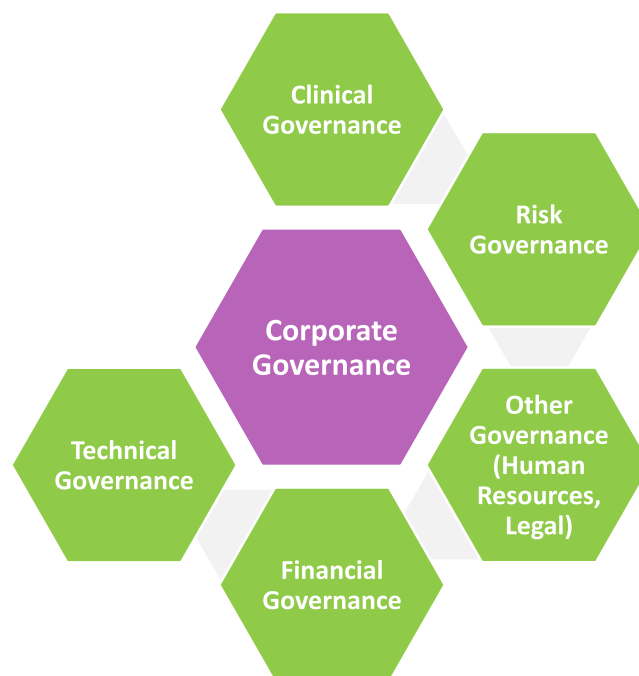 Clinical
Governance
Risk
Governance
Corporate
Governance
Other
Governance
(Human
Resources,
Legal)
Technical
Governance
Financial
Governance